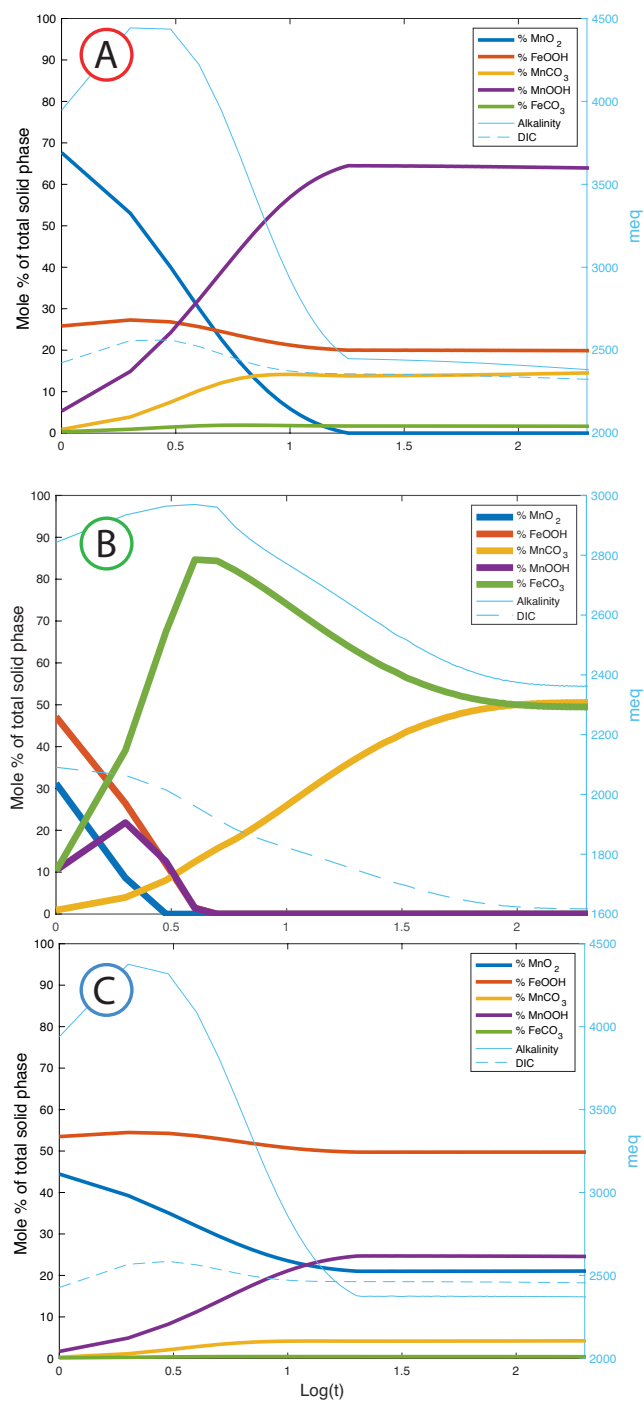 A
100
90
80
70
60
50
40
30
20
10
0
Mole % of total solid phase
0
0.5
1
1.5
2
4500
4000
3500
3000
2500
2000
meq
% MnO2
% FeOOH
% MnCO3
% MnOOH
% FeCO3
Alkalinity
DIC
B
100
90
80
70
60
50
40
30
20
10
0
Mole % of total solid phase
0
0.5
1
1.5
2
3000
2800
2600
2400
2200
2000
1800
1600
meq
% MnO2
% FeOOH
% MnCO3
% MnOOH
% FeCO3
Alkalinity
DIC
C
100
90
80
70
60
50
40
30
20
10
0
Mole % of total solid phase
0
0.5
1
1.5
2
Log(t)
4500
4000
3500
3000
2500
2000
meq
% MnO2
% FeOOH
% MnCO3
% MnOOH
% FeCO3
Alkalinity
DIC